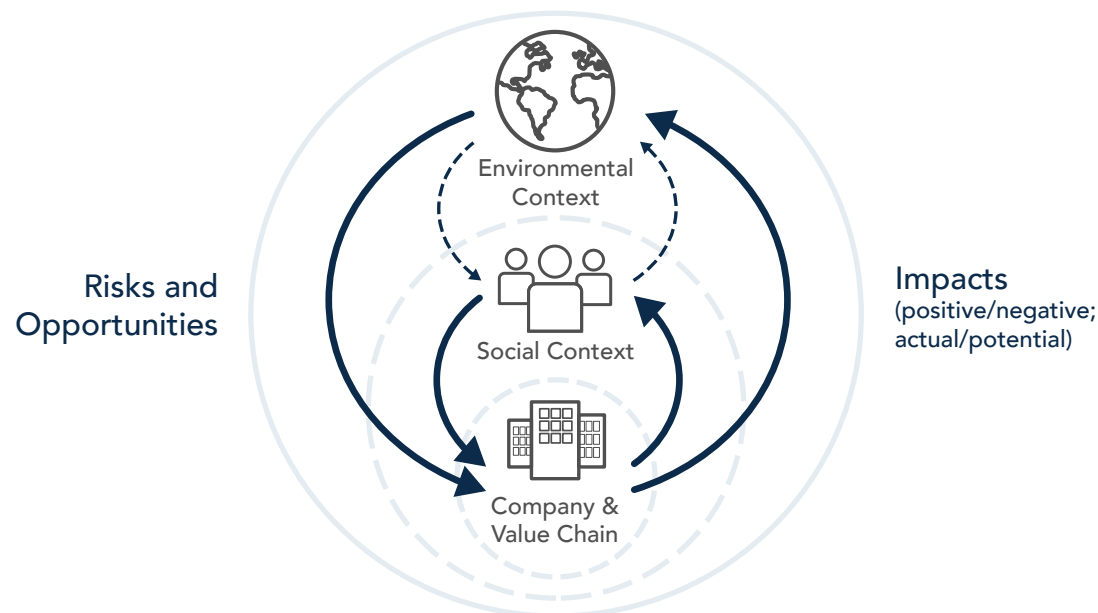 Environmental
Context
Risks and
Opportunities
Impacts
(positive/negative;
actual/potential)
Social Context
Company &
Value Chain